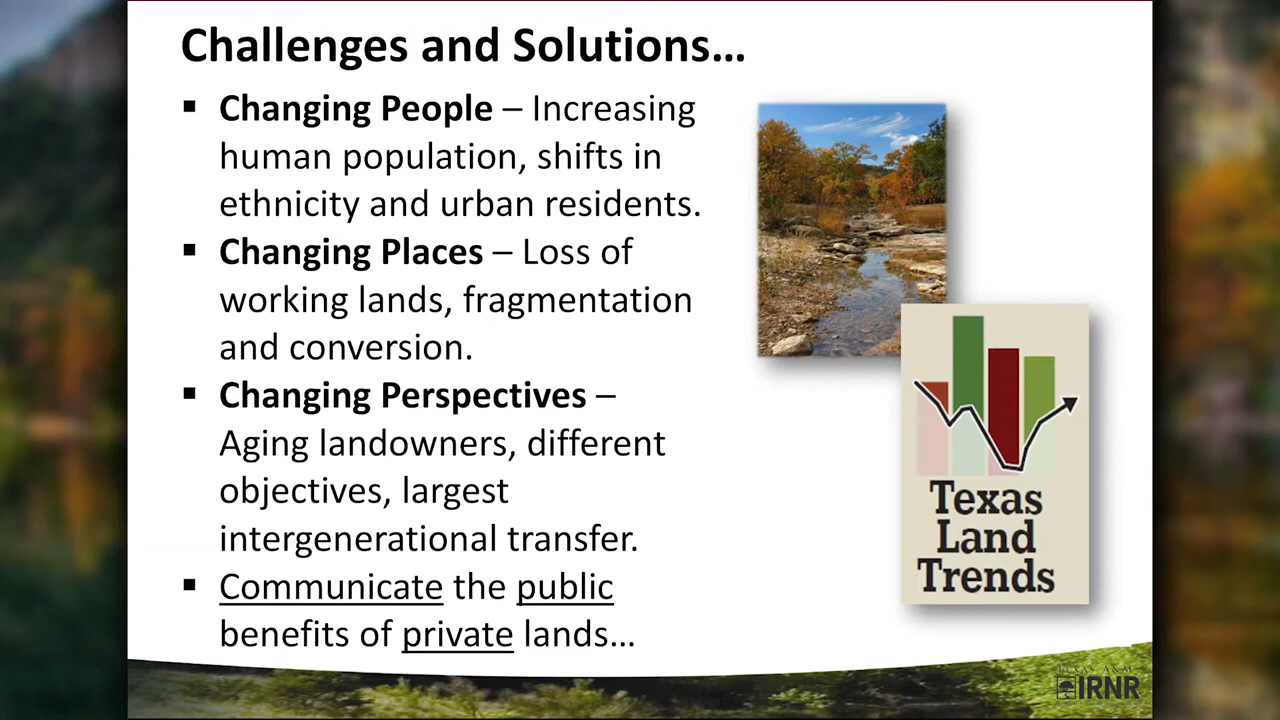 Challenges and Solutions…
▪ Changing People – Increasing
human population, shifts in
ethnicity and urban residents.
▪ Changing Places – Loss of
working lands, fragmentation
and conversion.
▪ Changing Perspectives –
Aging landowners, different
objectives, largest
intergenerational transfer.
▪ Communicate the public
benefits of private lands…
Texas
Land
Trends
TEXAS A&M
IRNR